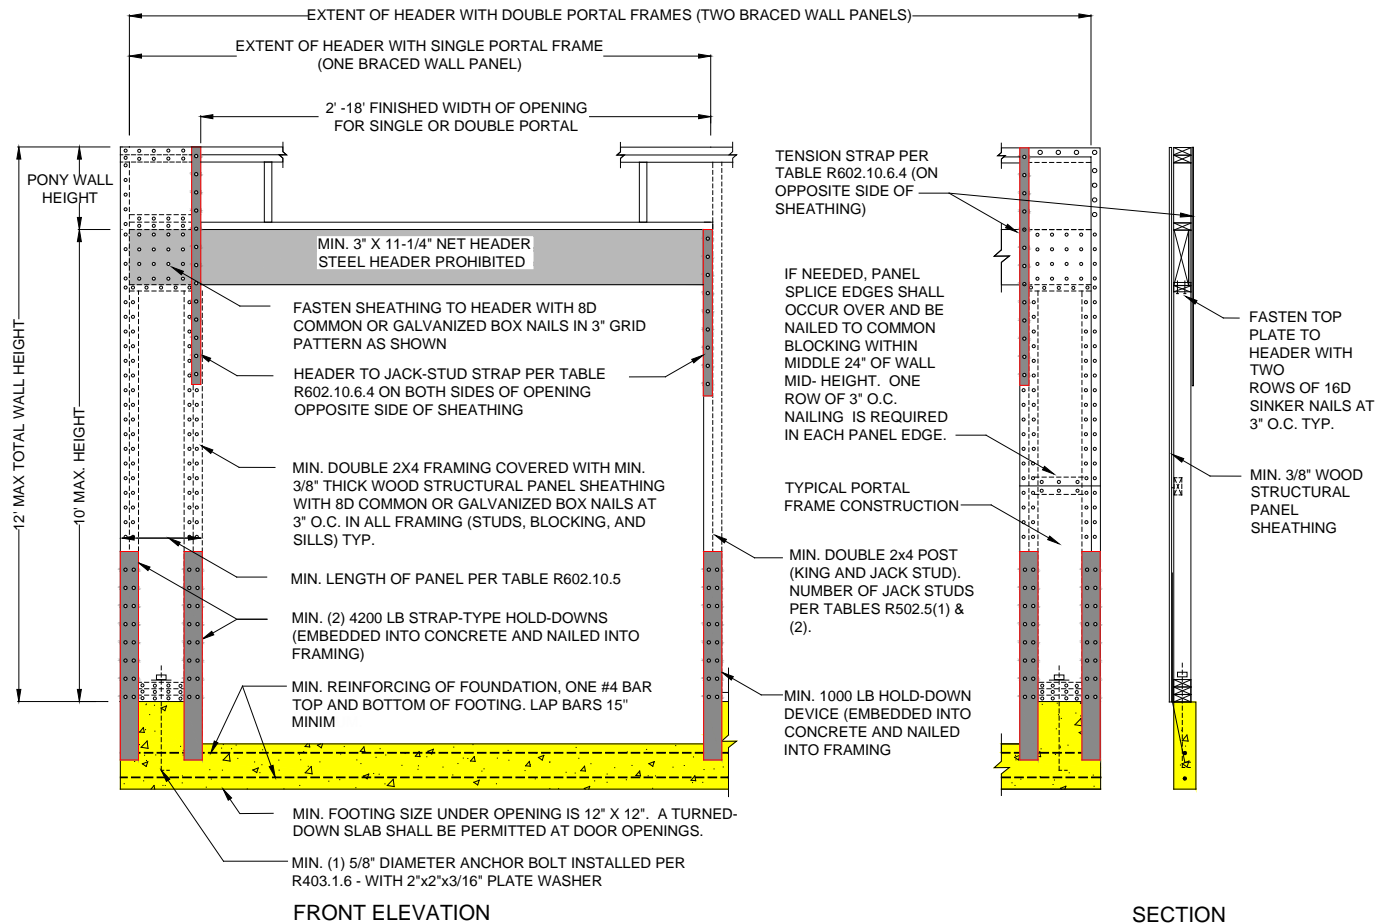 EXTENT OF HEADER WITH DOUBLE PORTAL FRAMES (TWO BRACED WALL PANELS)
EXTENT OF HEADER WITH SINGLE PORTAL FRAME
(ONE BRACED WALL PANEL)
2' -18' FINISHED WIDTH OF OPENING
FOR SINGLE OR DOUBLE PORTAL
PONY WALL
HEIGHT
12' MAX TOTAL WALL HEIGHT
10' MAX. HEIGHT
MIN. 3" X 11-1/4" NET HEADER
STEEL HEADER PROHIBITED
FASTEN SHEATHING TO HEADER WITH 8D
COMMON OR GALVANIZED BOX NAILS IN 3" GRID
PATTERN AS SHOWN
HEADER TO JACK-STUD STRAP PER TABLE
R602.10.6.4 ON BOTH SIDES OF OPENING
OPPOSITE SIDE OF SHEATHING
MIN. DOUBLE 2X4 FRAMING COVERED WITH MIN.
3/8" THICK WOOD STRUCTURAL PANEL SHEATHING
WITH 8D COMMON OR GALVANIZED BOX NAILS AT
3" O.C. IN ALL FRAMING (STUDS, BLOCKING, AND
SILLS) TYP.
MIN. LENGTH OF PANEL PER TABLE R602.10.5
MIN. (2) 4200 LB STRAP-TYPE HOLD-DOWNS
(EMBEDDED INTO CONCRETE AND NAILED INTO
FRAMING)
MIN. REINFORCING OF FOUNDATION, ONE #4 BAR
TOP AND BOTTOM OF FOOTING. LAP BARS 15"
MINIM
MIN. FOOTING SIZE UNDER OPENING IS 12" X 12". A TURNED-
DOWN SLAB SHALL BE PERMITTED AT DOOR OPENINGS.
MIN. (1) 5/8" DIAMETER ANCHOR BOLT INSTALLED PER
R403.1.6 - WITH 2"x2"x3/16" PLATE WASHER
FRONT ELEVATION
TENSION STRAP PER
TABLE R602.10.6.4 (ON
OPPOSITE SIDE OF
SHEATHING)
IF NEEDED, PANEL
SPLICE EDGES SHALL
OCCUR OVER AND BE
NAILED TO COMMON
BLOCKING WITHIN
MIDDLE 24" OF WALL
MID- HEIGHT. ONE
ROW OF 3" O.C.
NAILING IS REQUIRED
IN EACH PANEL EDGE.
TYPICAL PORTAL
FRAME CONSTRUCTION
MIN. DOUBLE 2x4 POST
(KING AND JACK STUD).
NUMBER OF JACK STUDS
PER TABLES R502.5(1) &
(2).
MIN. 1000 LB HOLD-DOWN
DEVICE (EMBEDDED INTO
CONCRETE AND NAILED
INTO FRAMING
FASTEN TOP
PLATE TO
HEADER WITH
TWO
ROWS OF 16D
SINKER NAILS AT
3" O.C. TYP.
MIN. 3/8" WOOD
STRUCTURAL
PANEL
SHEATHING
SECTION